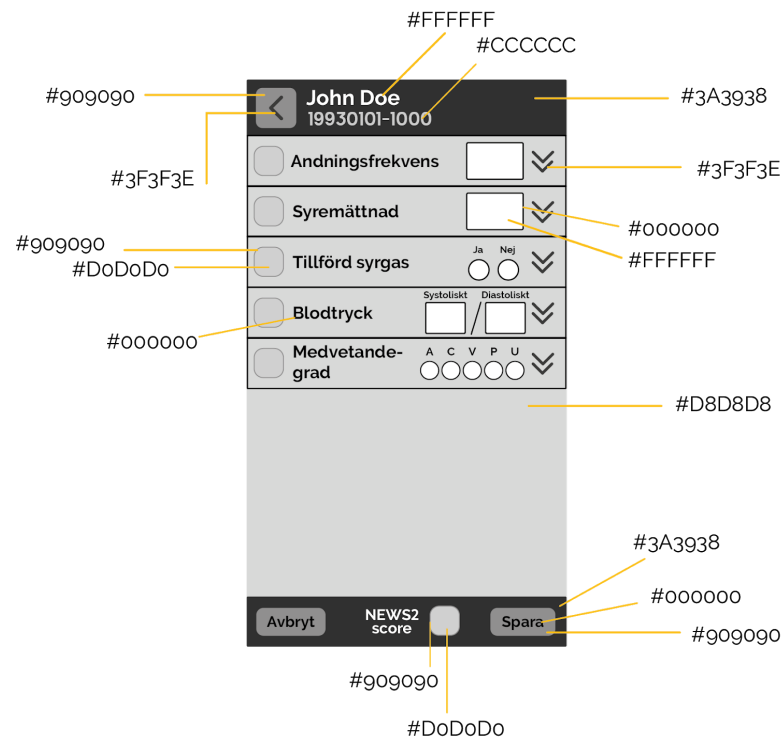 #FFFFFF
#CCCCCC
#909090
John Doe
#3A3938
19930101-1000
#3F3F3E
Andningsfrekvens
#3F3F3E
Syremättnad
#000000
#909090
Ja Nej
#FFFFFF
#D0D0D0
Tillförd syrgas
Systoliskt / Diastoliskt
Blodtryck
#000000
Medvetande-
grad
A C V P U
#D8D8D8
#3A3938
#000000
NEWS2
score
Avbryt
Spara
#909090
#909090
#D0D0D0